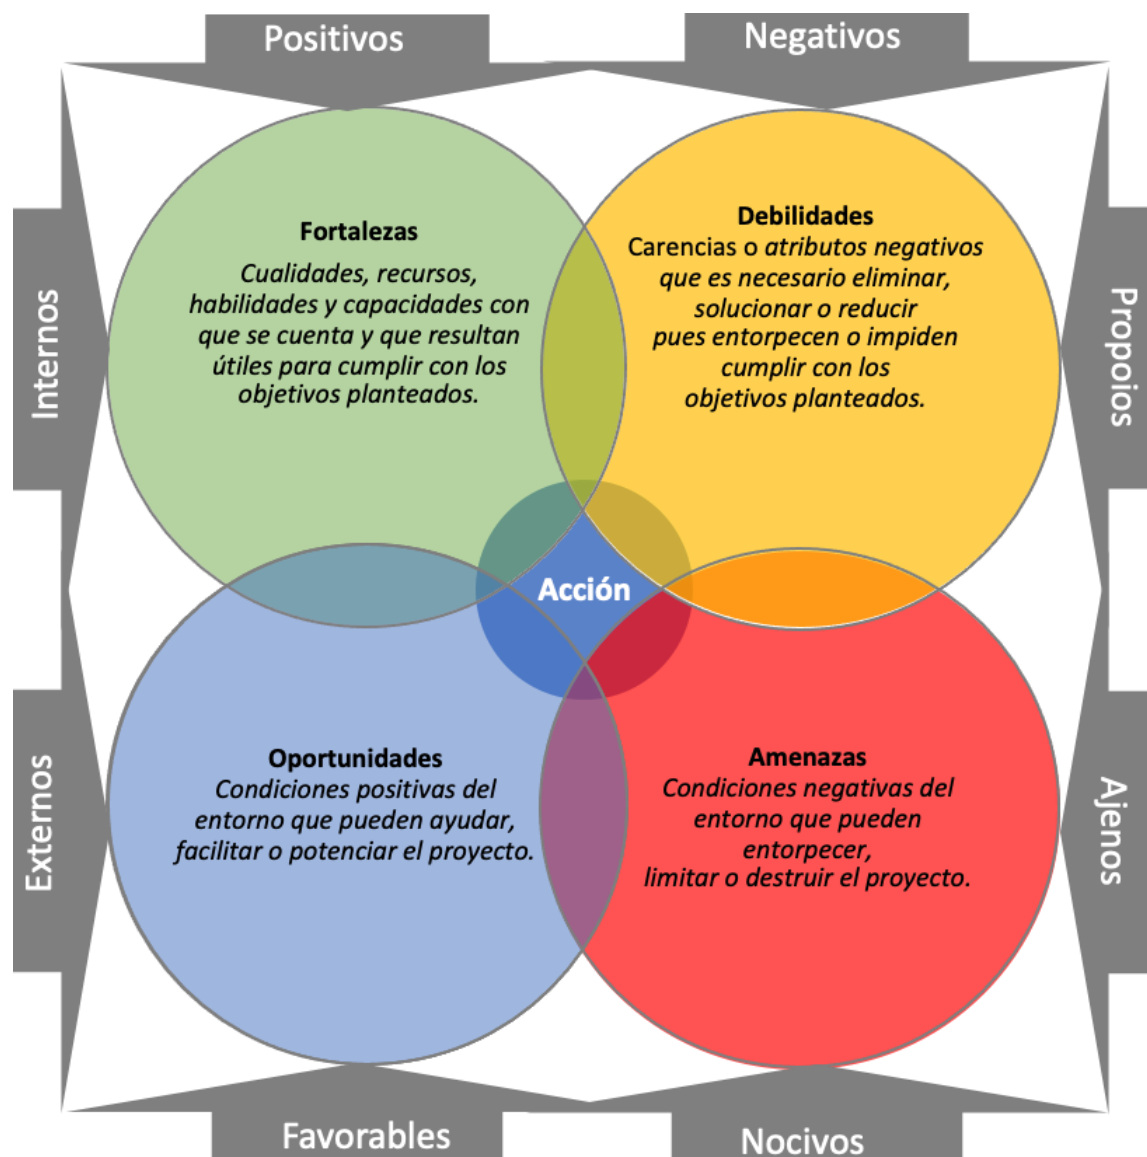 Positivos
Negativos
Internos
Fortalezas
Cualidades, recursos,
habilidades y capacidades con
que se cuenta y que resultan
útiles para cumplir con los
objetivos planteados.
Debilidades
Carencias o atributos negativos
que es necesario eliminar,
solucionar o reducir
pues entorpecen o impiden
cumplir con los
objetivos planteados.
Propoios
Acción
Externos
Oportunidades
Condiciones positivas del
entorno que pueden ayudar,
facilitar o potenciar el proyecto.
Amenazas
Condiciones negativas del
entorno que pueden
entorpecer,
limitar o destruir el proyecto.
Ajenos
Favorables
Nocivos